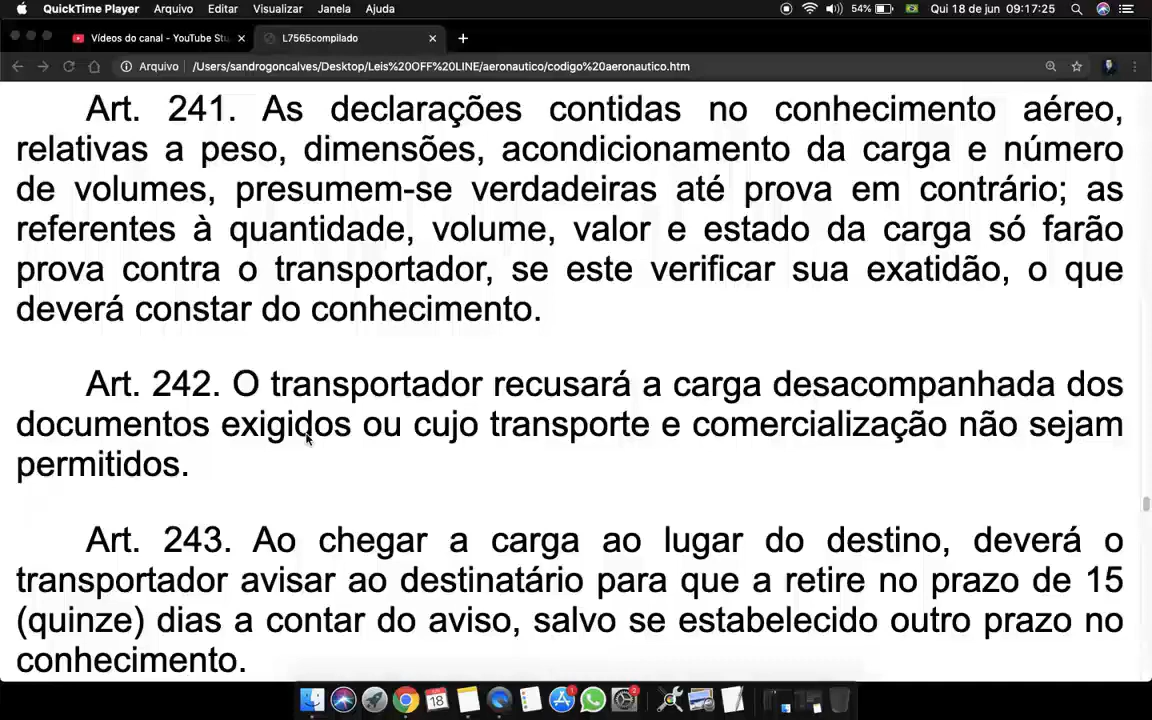 QuickTime Player Arquivo Editar Visualizar Janela Ajuda 54% Qui 18 de jun 09:17:25
Vídeos do canal - YouTube Stu L7565compilado
Arquivo /Users/sandrogoncalves/Desktop/Leis%20OFF%20LINE/aeronautico/codigo%20aeronautico.htm
Art. 241. As declarações contidas no conhecimento aéreo,
relativas a peso, dimensões, acondicionamento da carga e número
de volumes, presumem-se verdadeiras até prova em contrário; as
referentes à quantidade, volume, valor e estado da carga só farão
prova contra o transportador, se este verificar sua exatidão, o que
deverá constar do conhecimento.
Art. 242. O transportador recusará a carga desacompanhada dos
documentos exigidos ou cujo transporte e comercialização não sejam
permitidos.
Art. 243. Ao chegar a carga ao lugar do destino, deverá o
transportador avisar ao destinatário para que a retire no prazo de 15
(quinze) dias a contar do aviso, salvo se estabelecido outro prazo no
conhecimento.
18